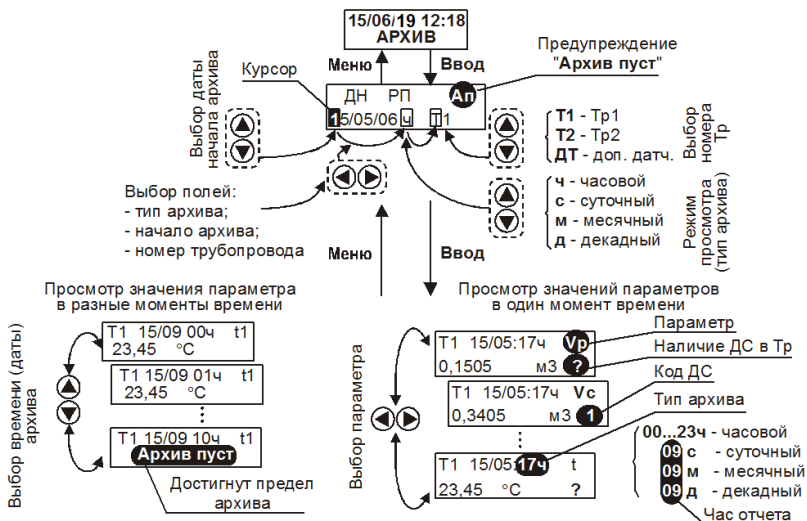 15/06/19 12:18
АРХИВ
Меню
Ввод
Предупреждение
"Архив пуст"
Курсор
Выбор даты
начала архива
ДН РП Ап
15/05/06 ч Т1
Т1 - Тр1
Т2 - Тр2
ДТ - доп. датч.
Выбор
номера
Тр
Выбор полей:
- тип архива;
- начало архива;
- номер трубопровода
ч - часовой
с - суточный
м - месячный
д - декадный
Режим
просмотра
(тип архива)
Меню
Ввод
Просмотр значения параметра
в разные моменты времени
Выбор времени (даты)
архива
Т1 15/09 00ч t1
23,45 °С
Т1 15/09 01ч t1
23,45 °С
Т1 15/09 10ч t1
Архив пуст
Достигнут предел
архива
Просмотр значений параметров
в один момент времени
Выбор параметра
Т1 15/05:17ч Vp
0,1505 м3 ?
Т1 15/05:17ч Vc
0,3405 м3 1
Т1 15/05:17ч t
23,45 °С ?
Параметр
Наличие ДС в Тр
Код ДС
Тип архива
00...23ч - часовой
09 с - суточный
09 м - месячный
09 д - декадный
Час отчета